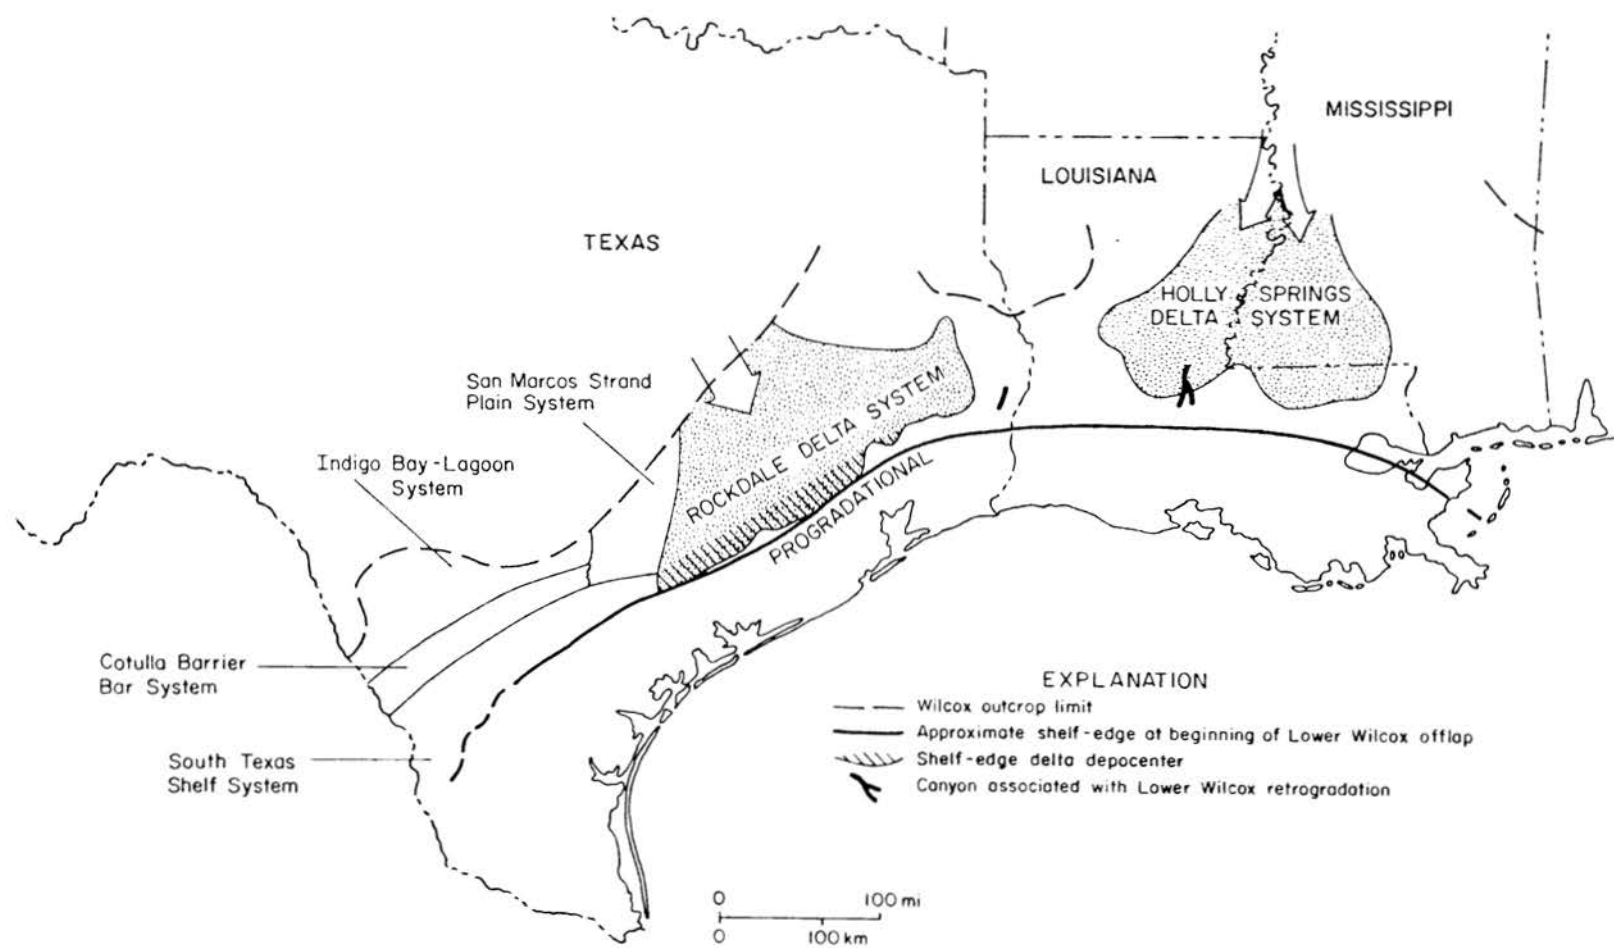 MISSISSIPPI
LOUISIANA
TEXAS
HOLLY SPRINGS
DELTA SYSTEM
San Marcos Strand
Plain System
ROCKDALE DELTA SYSTEM
Indigo Bay-Lagoon
System
PROGRADATIONAL
Cotulla Barrier
Bar System
South Texas
Shelf System
EXPLANATION
Wilcox outcrop limit
Approximate shelf-edge at beginning of Lower Wilcox offlap
Shelf-edge delta depocenter
Canyon associated with Lower Wilcox retrogradation
0 100 mi
0 100 km